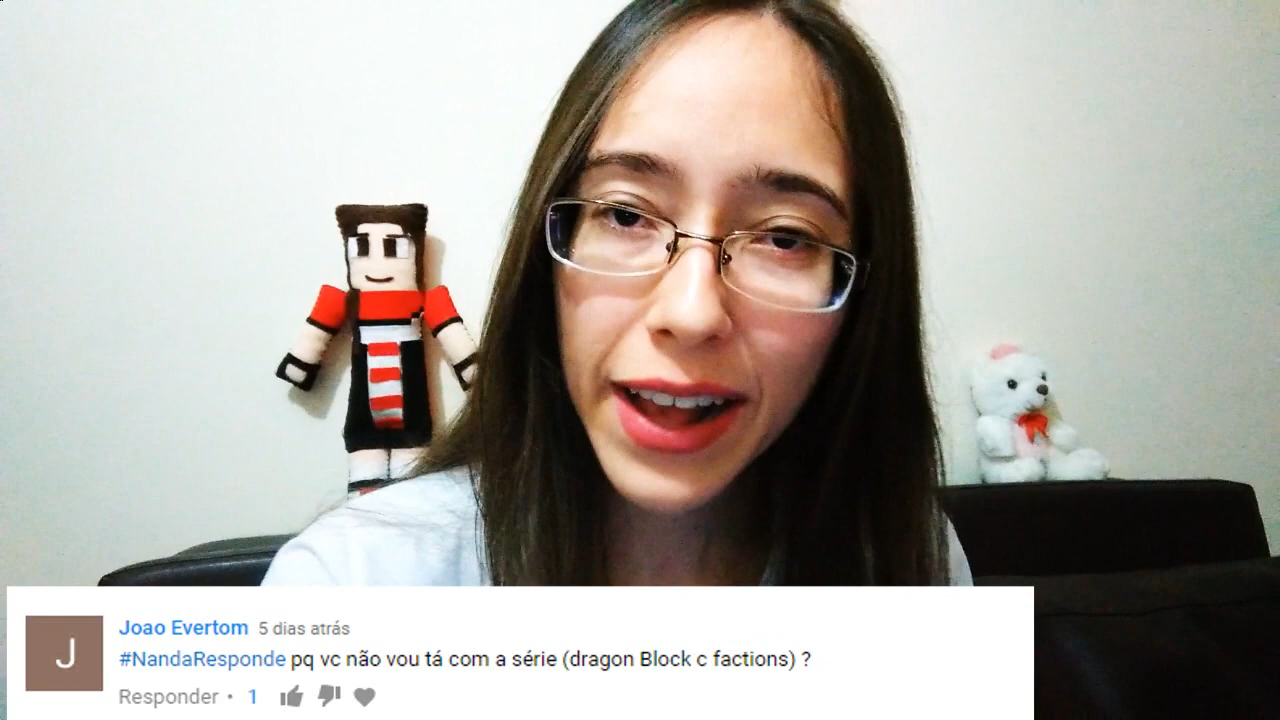 J
Joao Evertom 5 dias atrás
#NandaResponde pq vc não vou tá com a série (dragon Block c factions) ?
Responder • 1